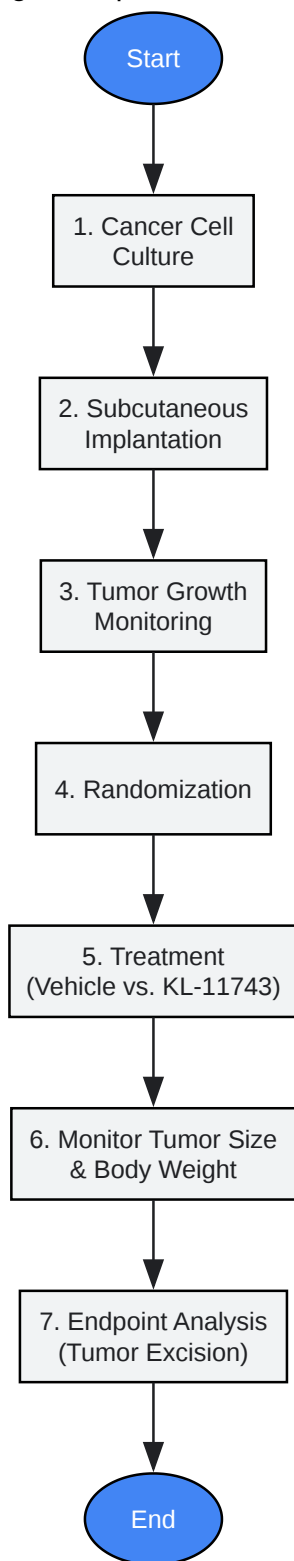 Start
1. Cancer Cell
Culture
2. Subcutaneous
Implantation
3. Tumor Growth
Monitoring
4. Randomization
5. Treatment
(Vehicle vs. KL-11743)
6. Monitor Tumor Size
& Body Weight
7. Endpoint Analysis
(Tumor Excision)
End